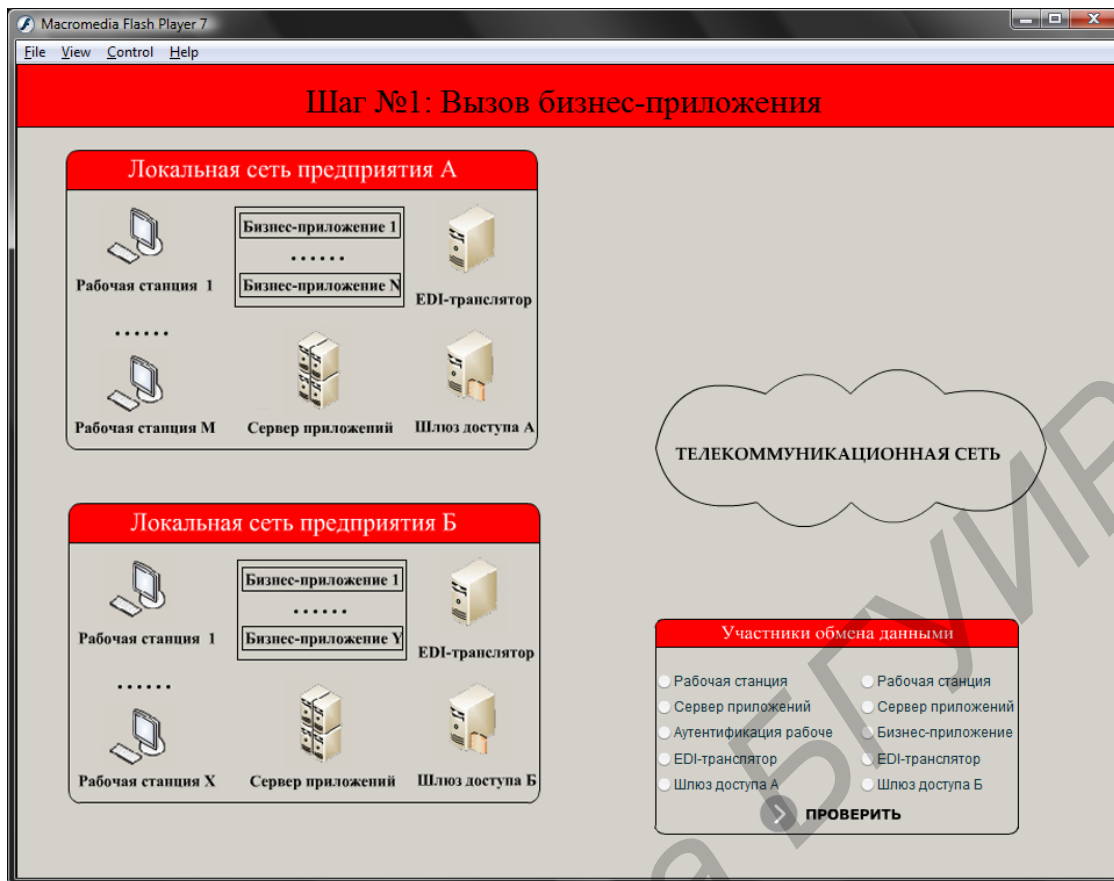 Macromedia Flash Player 7
File View Control Help
Шаг №1: Вызов бизнес-приложения
Локальная сеть предприятия А
Бизнес-приложение 1
......
Бизнес-приложение N
Рабочая станция 1
EDI-транслятор
......
Рабочая станция М
Сервер приложений
Шлюз доступа А
ТЕЛЕКОММУНИКАЦИОННАЯ СЕТЬ
Локальная сеть предприятия Б
Бизнес-приложение 1
......
Бизнес-приложение Y
Рабочая станция 1
EDI-транслятор
......
Рабочая станция X
Сервер приложений
Шлюз доступа Б
Участники обмена данными
Рабочая станция
Рабочая станция
Сервер приложений
Сервер приложений
Аутентификация рабоче
Бизнес-приложение
EDI-транслятор
EDI-транслятор
Шлюз доступа А
Шлюз доступа Б
ПРОВЕРИТЬ
а БГУИР